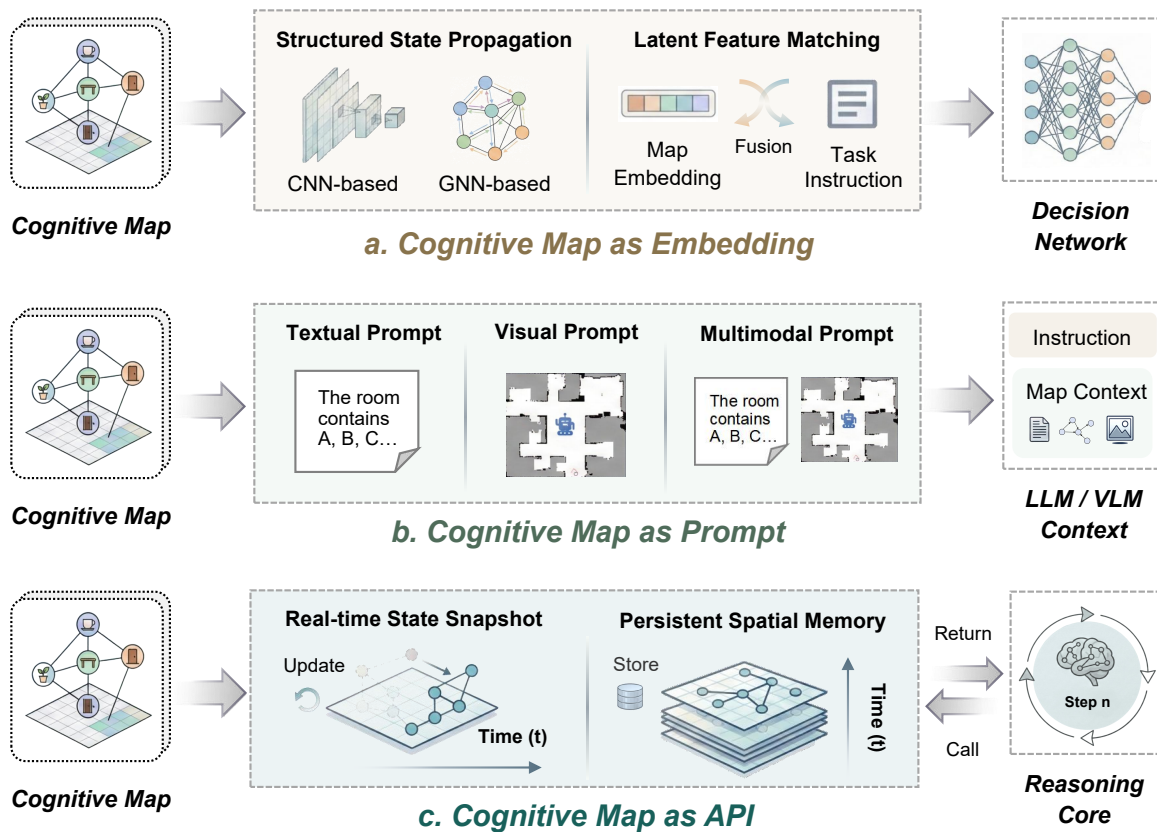 Structured State Propagation
Latent Feature Matching
CNN-based
GNN-based
Map
Embedding
Fusion
Task
Instruction
Cognitive Map
a. Cognitive Map as Embedding
Decision
Network
Textual Prompt
Visual Prompt
Multimodal Prompt
The room
contains
A, B, C...
The room
contains
A, B, C...
Instruction
Map Context
Cognitive Map
b. Cognitive Map as Prompt
LLM / VLM
Context
Real-time State Snapshot
Persistent Spatial Memory
Update
Time (t)
Store
Time (t)
Return
Call
Step n
Cognitive Map
c. Cognitive Map as API
Reasoning
Core